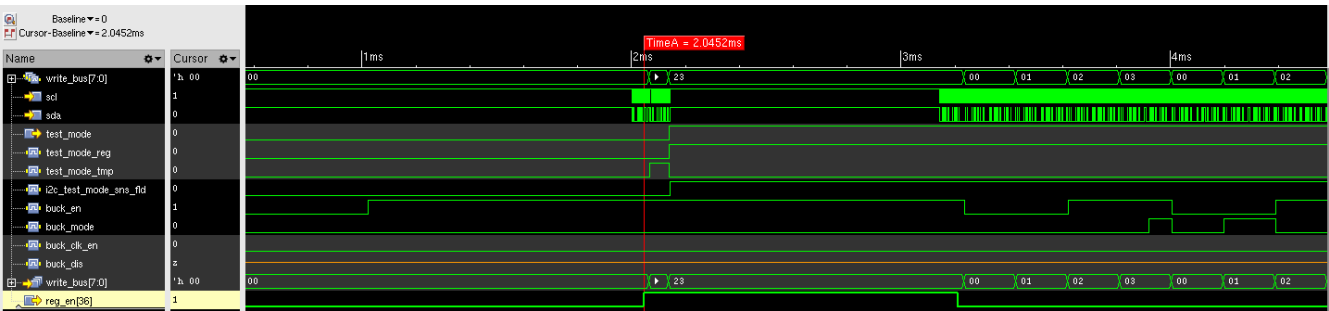 Baseline ▾ = 0
Cursor-Baseline ▾ = 2.0452ms
TimeA = 2.0452ms
Name Cursor 1ms 2ms 3ms 4ms
write_bus[7:0] 'h 00 00 23 00 01 02 03 00 01 02
scl 1
sda 0
test_mode 0
test_mode_reg 0
test_mode_tmp 0
i2c_test_mode_sns_fld 0
buck_en 1
buck_mode 0
buck_clk_en 0
buck_dis z
write_bus[7:0] 'h 00 00 23 00 01 02 03 00 01 02
reg_en[36] 1